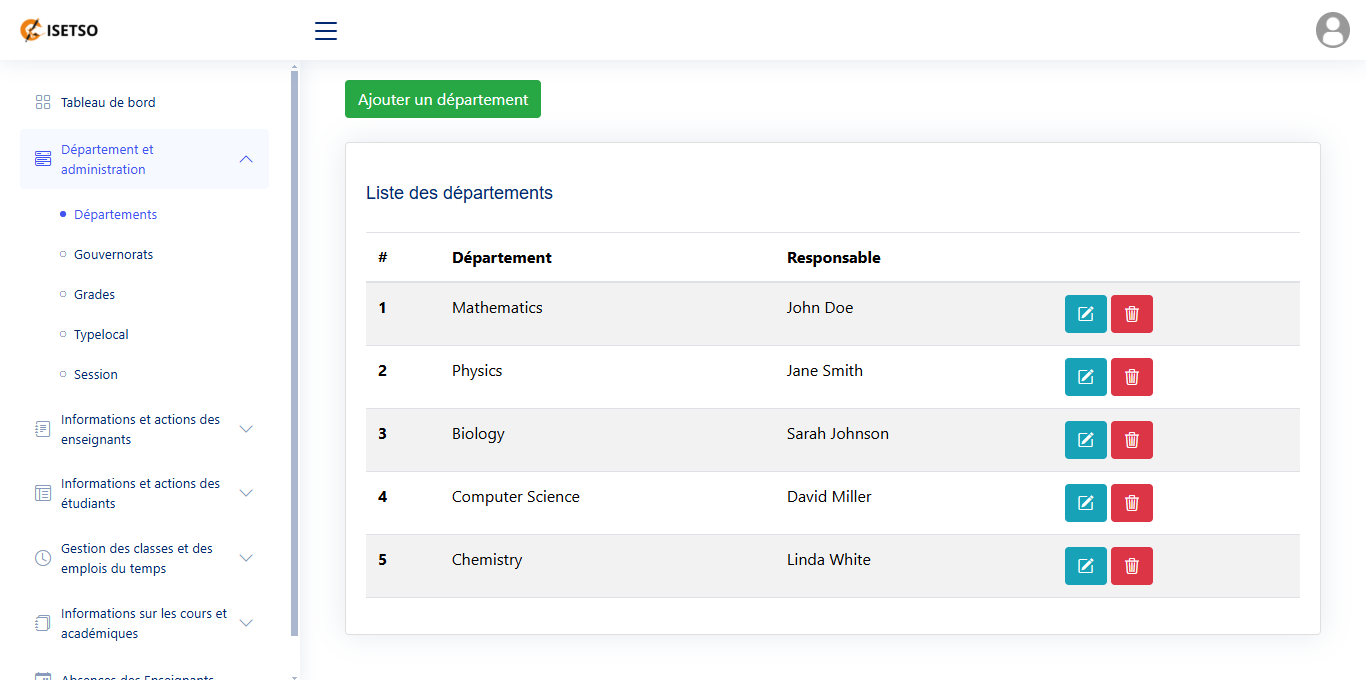 ISETSO
Tableau de bord
Département et
administration
Départements
Gouvernorats
Grades
Typelocal
Session
Informations et actions des
enseignants
Informations et actions des
étudiants
Gestion des classes et des
emplois du temps
Informations sur les cours et
académiques
Absences des Enseignants
Ajouter un département
Liste des départements
# Département Responsable
1 Mathematics John Doe
2 Physics Jane Smith
3 Biology Sarah Johnson
4 Computer Science David Miller
5 Chemistry Linda White